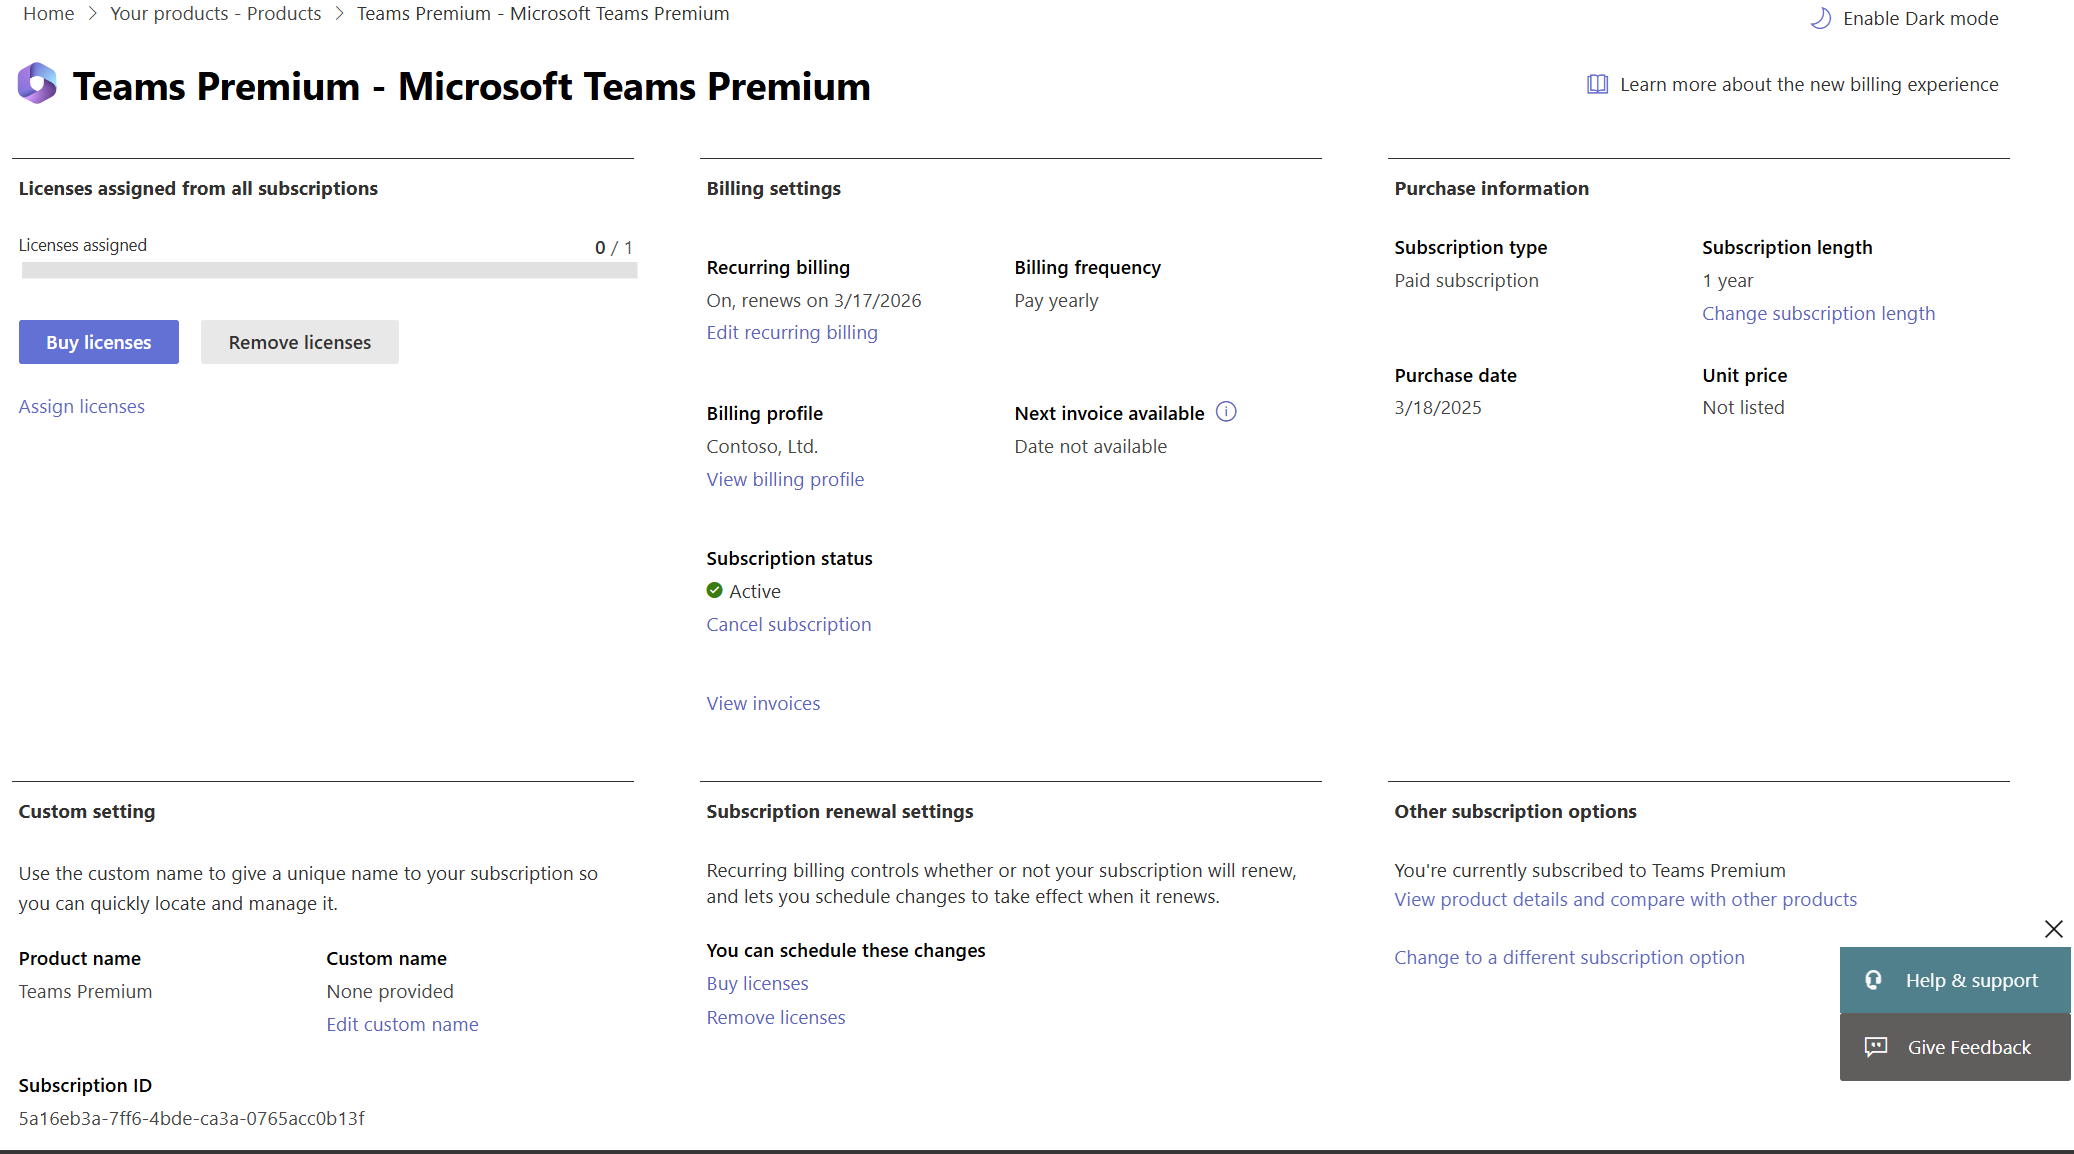 Home > Your products - Products > Teams Premium - Microsoft Teams Premium
Enable Dark mode
Teams Premium - Microsoft Teams Premium
Learn more about the new billing experience
Licenses assigned from all subscriptions
Licenses assigned
0 / 1
Buy licenses
Remove licenses
Assign licenses
Billing settings
Recurring billing
On, renews on 3/17/2026
Edit recurring billing
Billing frequency
Pay yearly
Billing profile
Contoso, Ltd.
View billing profile
Next invoice available
Date not available
Subscription status
Active
Cancel subscription
View invoices
Purchase information
Subscription type
Paid subscription
Subscription length
1 year
Change subscription length
Purchase date
3/18/2025
Unit price
Not listed
Custom setting
Use the custom name to give a unique name to your subscription so
you can quickly locate and manage it.
Product name
Teams Premium
Custom name
None provided
Edit custom name
Subscription ID
5a16eb3a-7ff6-4bde-ca3a-0765acc0b13f
Subscription renewal settings
Recurring billing controls whether or not your subscription will renew,
and lets you schedule changes to take effect when it renews.
You can schedule these changes
Buy licenses
Remove licenses
Other subscription options
You're currently subscribed to Teams Premium
View product details and compare with other products
Change to a different subscription option
Help & support
Give Feedback